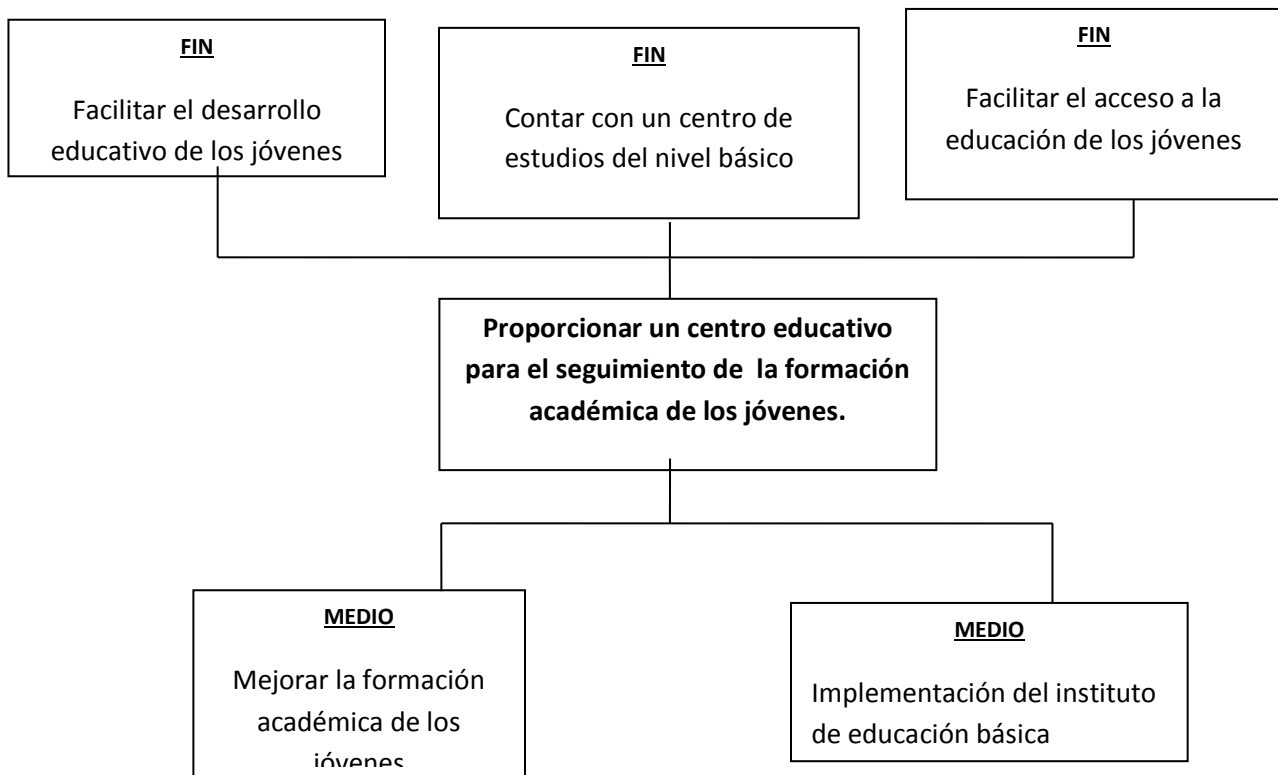 FIN
Facilitar el desarrollo
educativo de los jóvenes
FIN
Contar con un centro de
estudios del nivel básico
FIN
Facilitar el acceso a la
educación de los jóvenes
Proporcionar un centro educativo
para el seguimiento de la formación
académica de los jóvenes.
MEDIO
Mejorar la formación
académica de los
jóvenes
MEDIO
Implementación del instituto
de educación básica